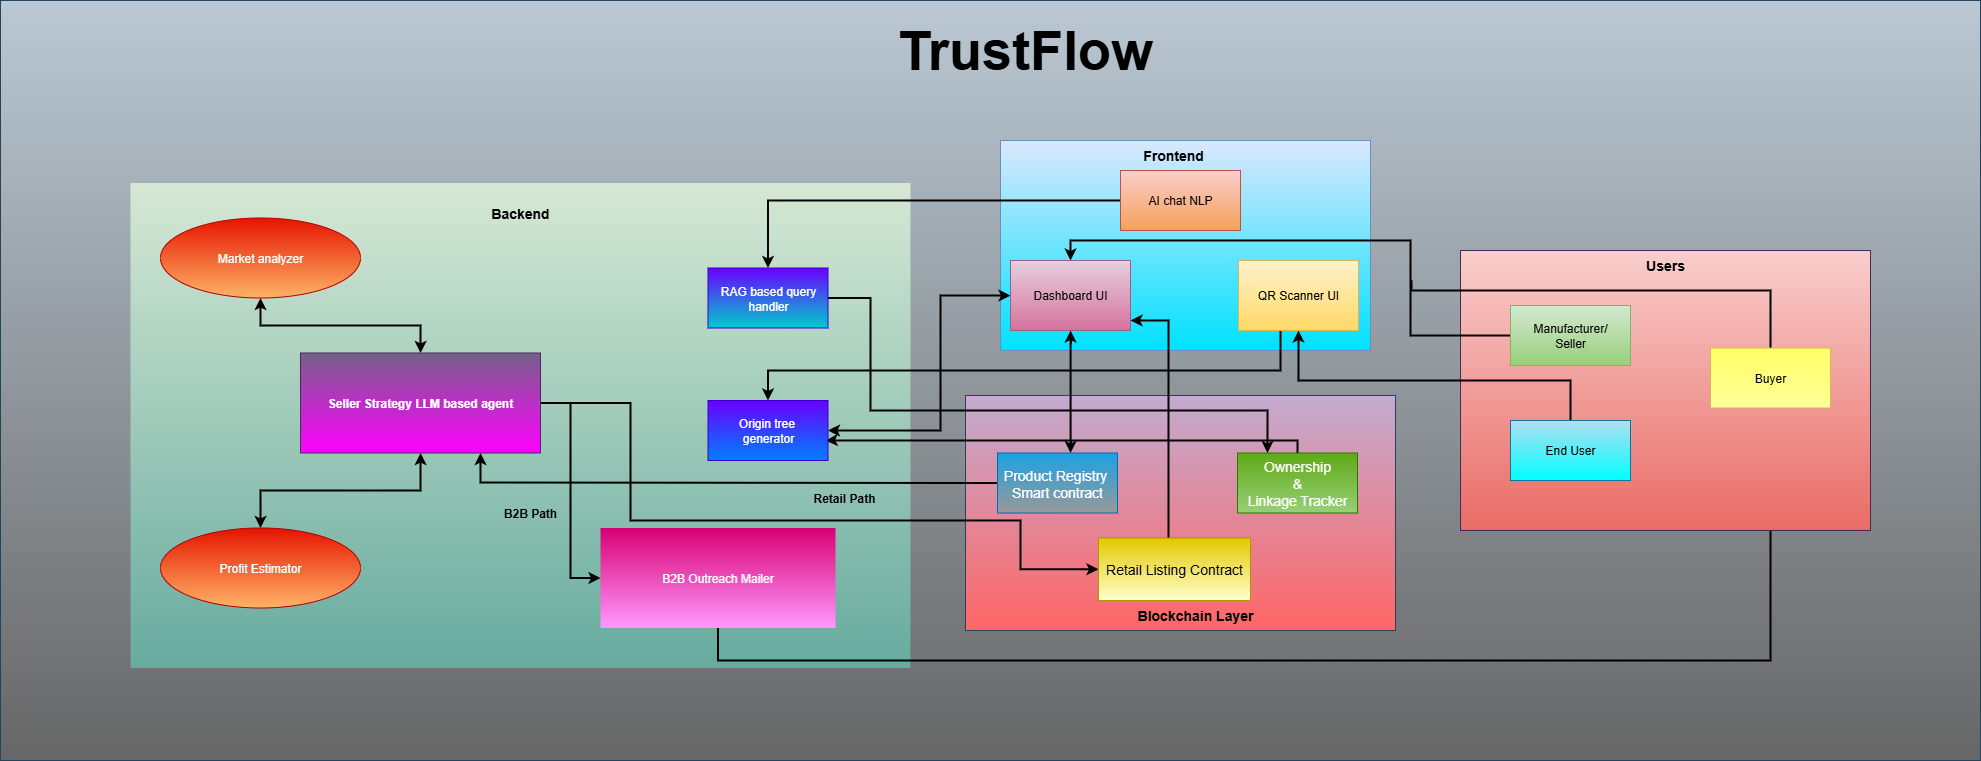 TrustFlow
Backend
Market analyzer
Seller Strategy LLM based agent
Profit Estimator
RAG based query
handler
Origin tree
generator
B2B Path
Retail Path
B2B Outreach Mailer
Frontend
AI chat NLP
Dashboard UI
QR Scanner UI
Product Registry
Smart contract
Ownership
&
Linkage Tracker
Retail Listing Contract
Blockchain Layer
Users
Manufacturer/
Seller
Buyer
End User